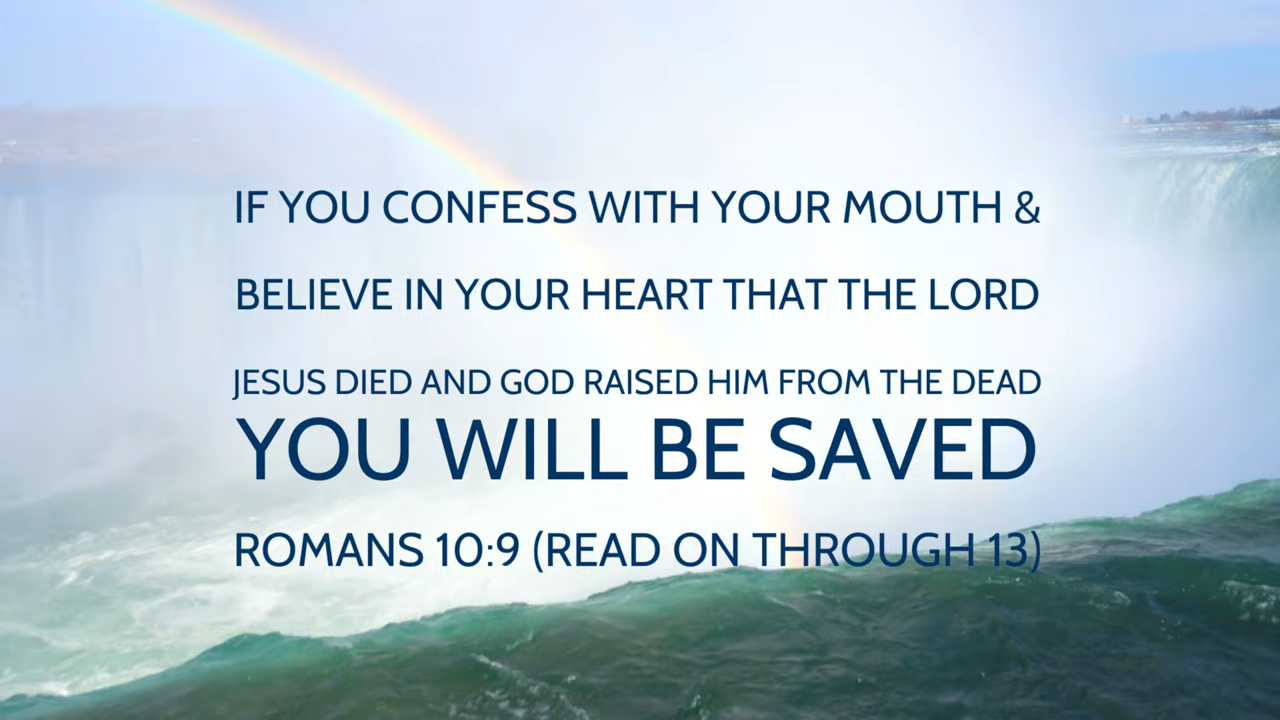 IF YOU CONFESS WITH YOUR MOUTH &
BELIEVE IN YOUR HEART THAT THE LORD
JESUS DIED AND GOD RAISED HIM FROM THE DEAD
YOU WILL BE SAVED
ROMANS 10:9 (READ ON THROUGH 13)